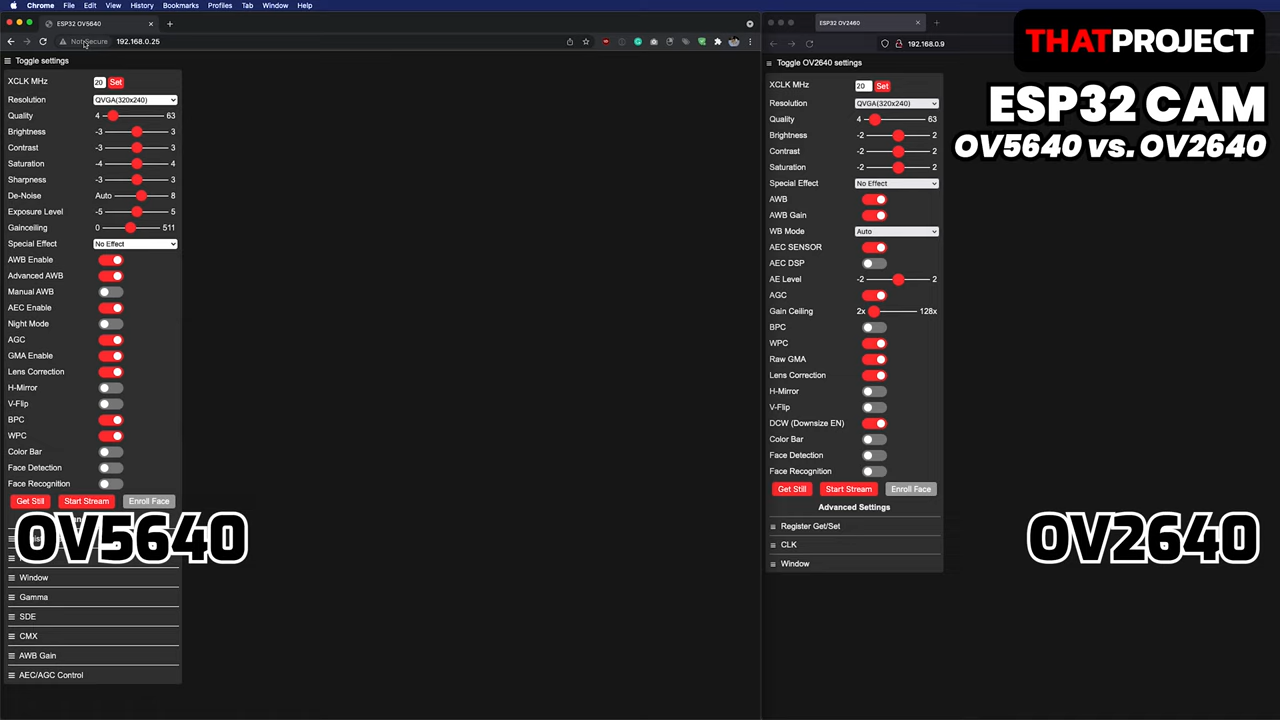 Chrome File Edit View History Bookmarks Profiles Tab Window Help
ESP32 OV5640
Not Secure 192.168.0.25
Toggle settings
XCLK MHz 20 Set
Resolution QVGA(320x240)
Quality 4 63
Brightness -3 3
Contrast -3 3
Saturation -4 4
Sharpness -3 3
De-Noise Auto 8
Exposure Level -5 5
Gainceiling 0 511
Special Effect No Effect
AWB Enable
Advanced AWB
Manual AWB
AEC Enable
Night Mode
AGC
GMA Enable
Lens Correction
H-Mirror
V-Flip
BPC
WPC
Color Bar
Face Detection
Face Recognition
Get Still Start Stream Enroll Face
OV5640
Window
Gamma
SDE
CMX
AWB Gain
AEC/AGC Control
ESP32 OV2460
192.168.0.9
Toggle OV2640 settings
XCLK MHz 20 Set
Resolution QVGA(320x240)
Quality 4 63
Brightness -2 2
Contrast -2 2
Saturation -2 2
Special Effect No Effect
AWB
AWB Gain
WB Mode Auto
AEC SENSOR
AEC DSP
AE Level -2 2
AGC
Gain Ceiling 2x 128x
BPC
WPC
Raw GMA
Lens Correction
H-Mirror
V-Flip
DCW (Downsize EN)
Color Bar
Face Detection
Face Recognition
Get Still Start Stream Enroll Face
Advanced Settings
Register Get/Set
CLK
Window
THATPROJECT
ESP32 CAM
OV5640 vs. OV2640
OV2640